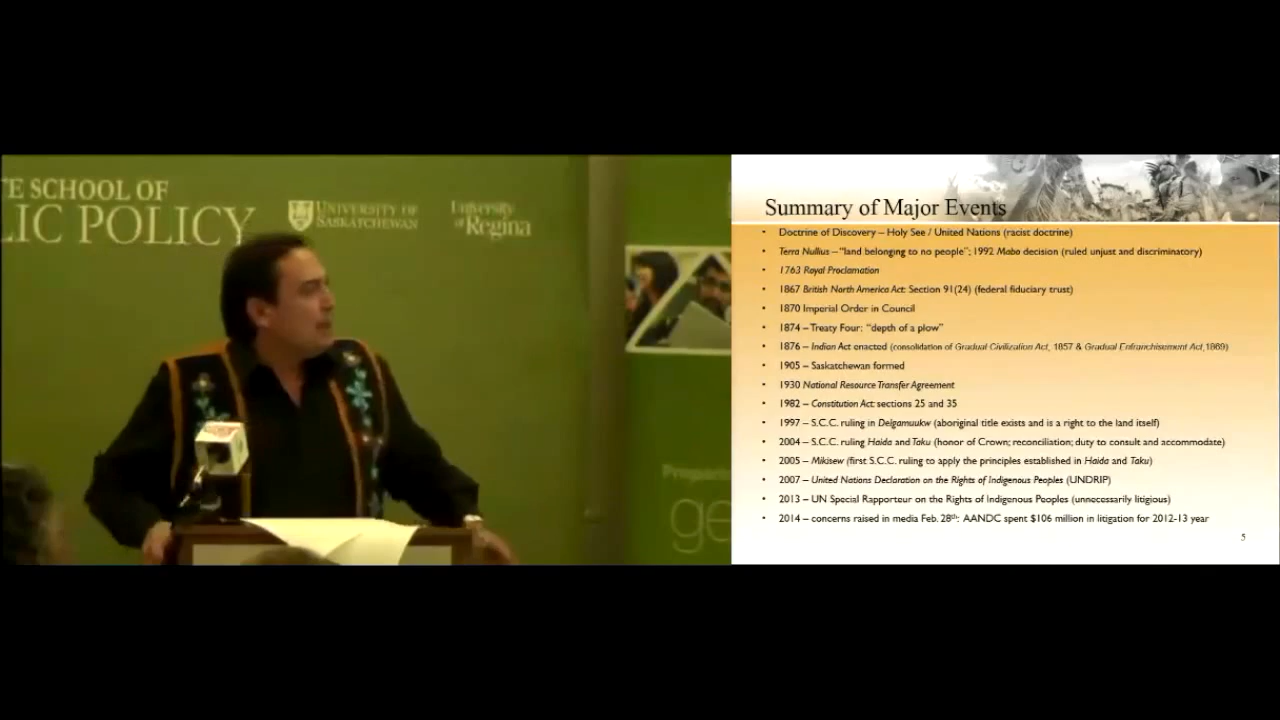 TE SCHOOL OF
LIC POLICY
UNIVERSITY OF
SASKATCHEWAN
University
of Regina
Summary of Major Events
• Doctrine of Discovery – Holy See / United Nations (racist doctrine)
• Terra Nullius – "land belonging to no people"; 1992 Mabo decision (ruled unjust and discriminatory)
• 1763 Royal Proclamation
• 1867 British North America Act: Section 91(24) (federal fiduciary trust)
• 1870 Imperial Order in Council
• 1874 – Treaty Four: "depth of a plow"
• 1876 – Indian Act enacted (consolidation of Gradual Civilization Act, 1857 & Gradual Enfranchisement Act,1869)
• 1905 – Saskatchewan formed
• 1930 National Resource Transfer Agreement
• 1982 – Constitution Act: sections 25 and 35
• 1997 – S.C.C. ruling in Delgamuukw (aboriginal title exists and is a right to the land itself)
• 2004 – S.C.C. ruling Haida and Taku (honor of Crown; reconciliation; duty to consult and accommodate)
• 2005 – Mikisew (first S.C.C. ruling to apply the principles established in Haida and Taku)
• 2007 – United Nations Declaration on the Rights of Indigenous Peoples (UNDRIP)
• 2013 – UN Special Rapporteur on the Rights of Indigenous Peoples (unnecessarily litigious)
• 2014 – concerns raised in media Feb. 28th: AANDC spent $106 million in litigation for 2012-13 year
5